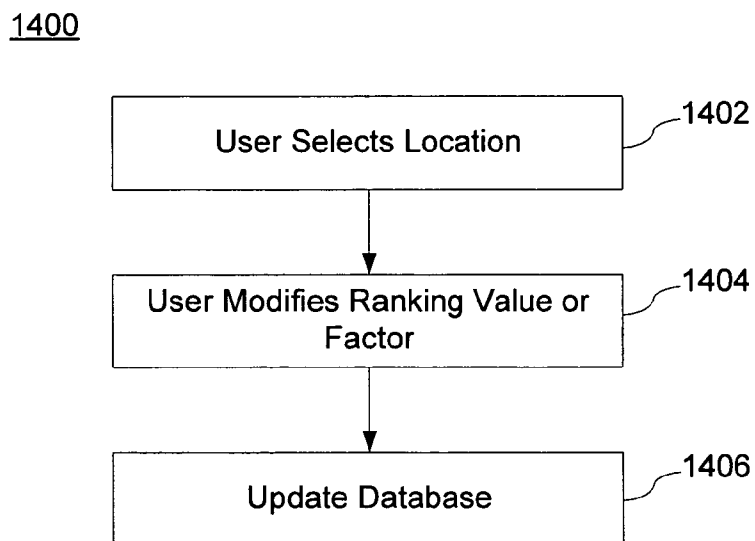 1400
User Selects Location
1402
User Modifies Ranking Value or
Factor
1404
Update Database
1406